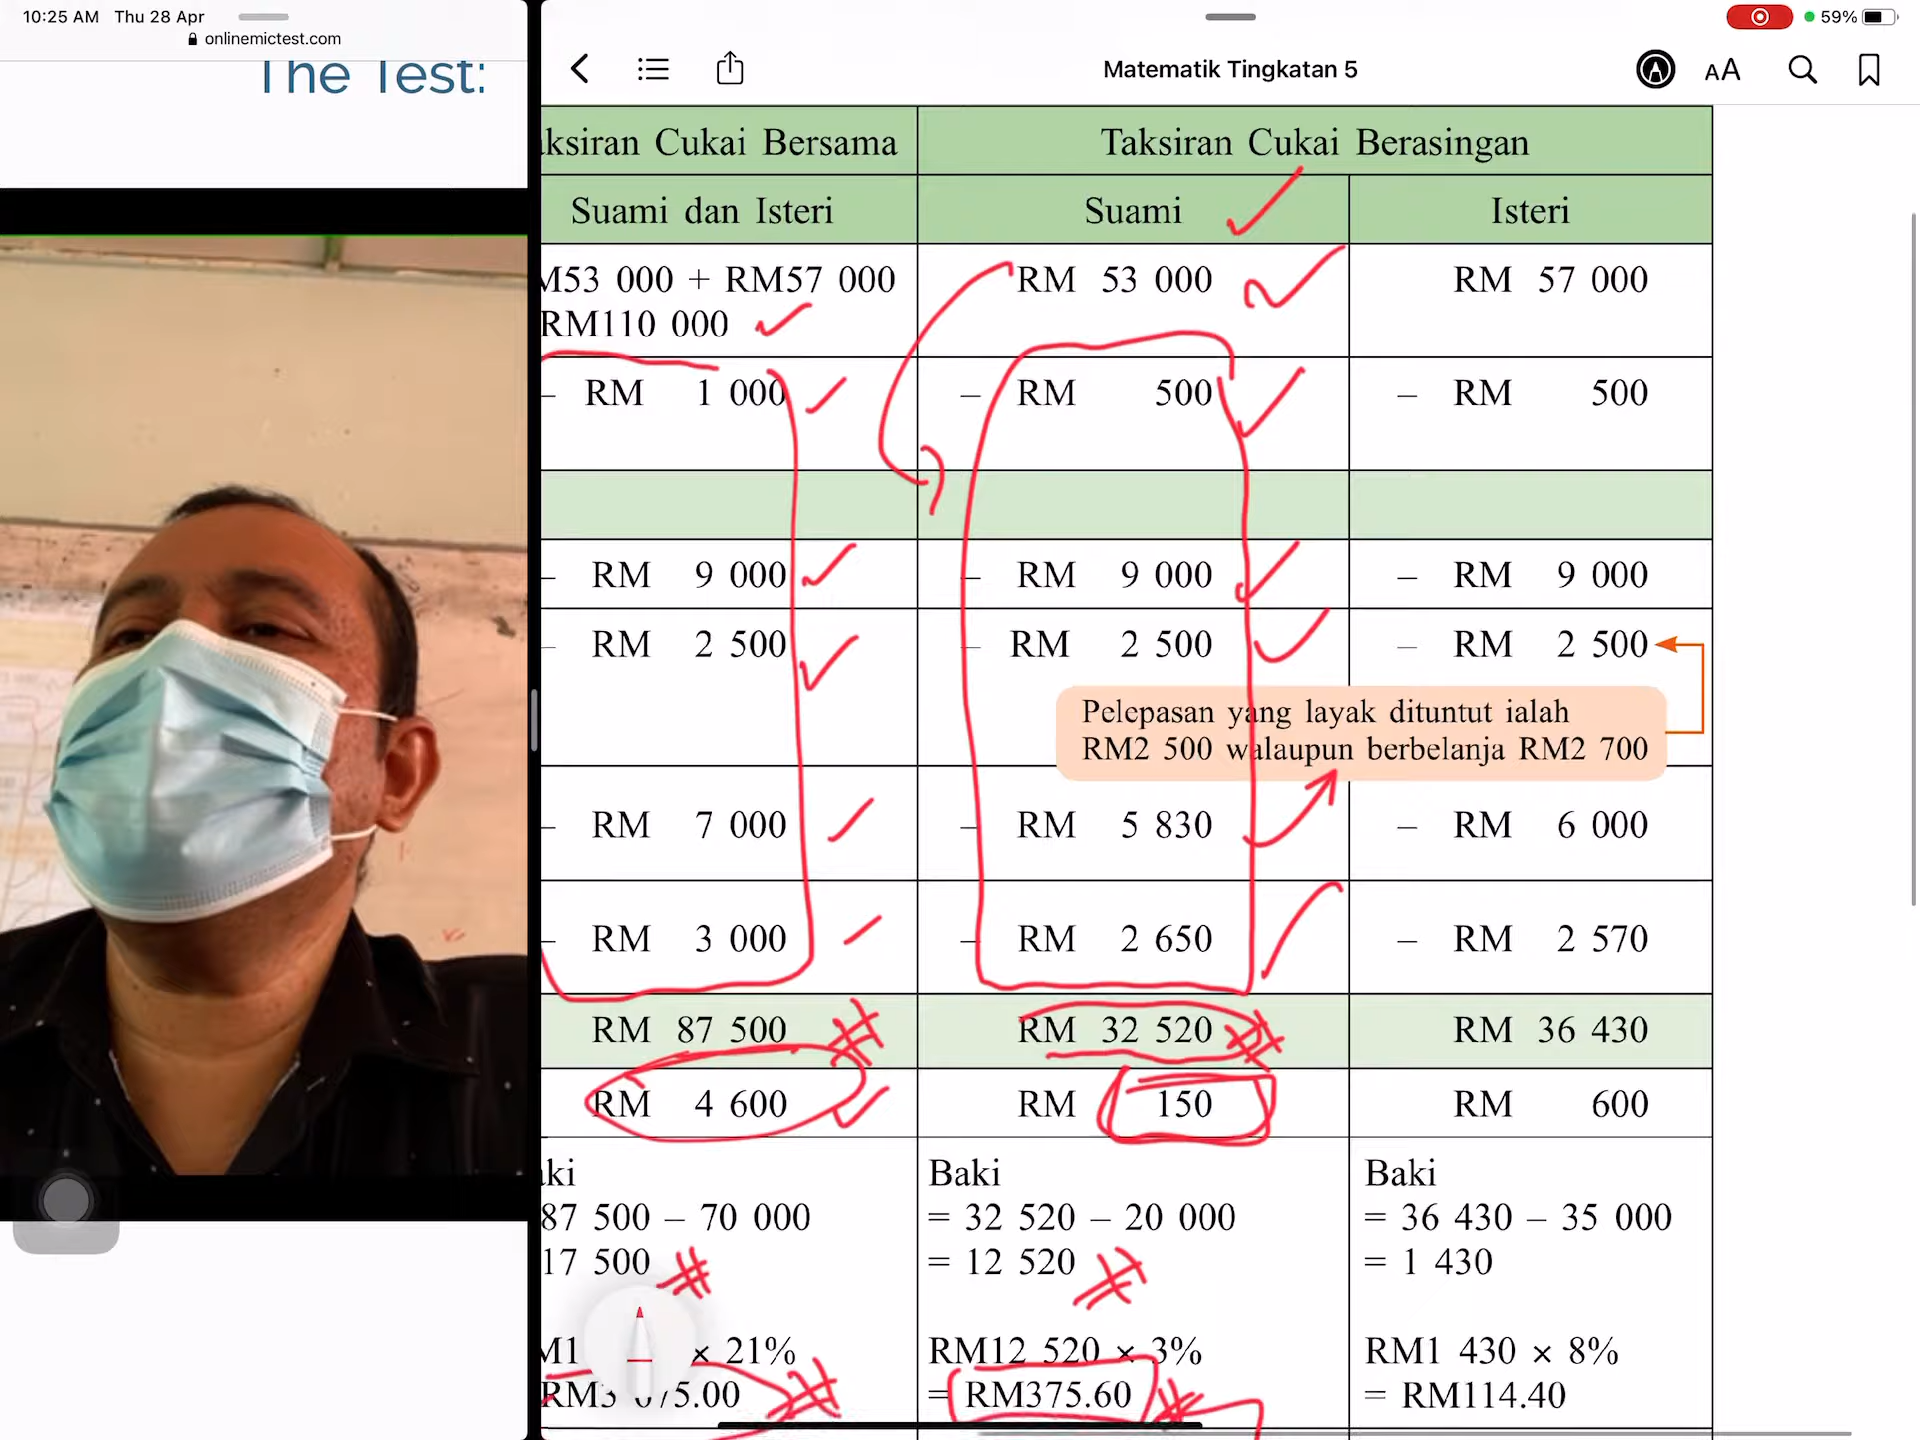 10:25 AM Thu 28 Apr
onlinemictest.com
The Test:
59%
Matematik Tingkatan 5
aksiran Cukai Bersama Taksiran Cukai Berasingan
Suami dan Isteri Suami Isteri
M53 000 + RM57 000 RM 53 000 RM 57 000
RM110 000
– RM 1 000 – RM 500 – RM 500
– RM 9 000 – RM 9 000 – RM 9 000
– RM 2 500 – RM 2 500 – RM 2 500
Pelepasan yang layak dituntut ialah
RM2 500 walaupun berbelanja RM2 700
– RM 7 000 – RM 5 830 – RM 6 000
– RM 3 000 – RM 2 650 – RM 2 570
RM 87 500 RM 32 520 RM 36 430
RM 4 600 RM 150 RM 600
ki Baki Baki
87 500 – 70 000 = 32 520 – 20 000 = 36 430 – 35 000
17 500 = 12 520 = 1 430
M1 × 21% RM12 520 × 3% RM1 430 × 8%
RM3 75.00 = RM375.60 = RM114.40